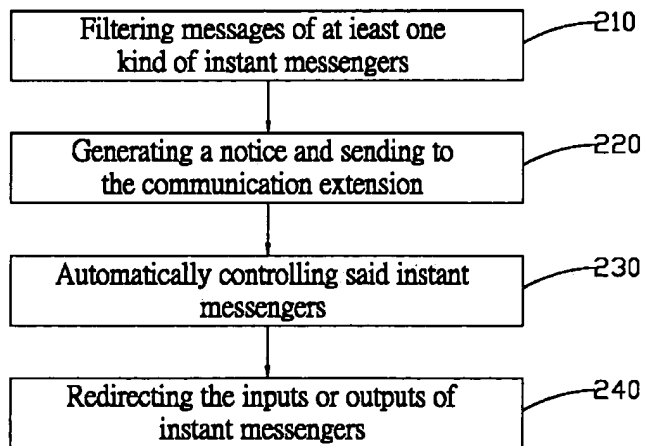 Filtering messages of at ieast one
kind of instant messengers
210
Generating a notice and sending to
the communication extension
220
Automatically controlling said instant
messengers
230
Redirecting the inputs or outputs of
instant messengers
240